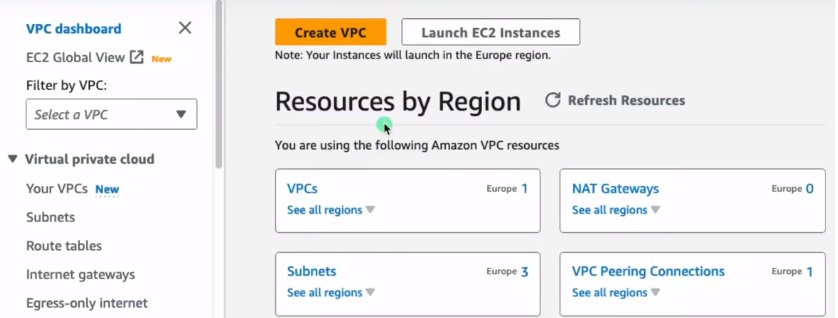 VPC dashboard
EC2 Global View New
Filter by VPC:
Select a VPC
Virtual private cloud
Your VPCs New
Subnets
Route tables
Internet gateways
Egress-only internet
Create VPC
Launch EC2 Instances
Note: Your Instances will launch in the Europe region.
Resources by Region
Refresh Resources
You are using the following Amazon VPC resources
VPCs Europe 1
See all regions
NAT Gateways Europe 0
See all regions
Subnets Europe 3
See all regions
VPC Peering Connections Europe 1
See all regions